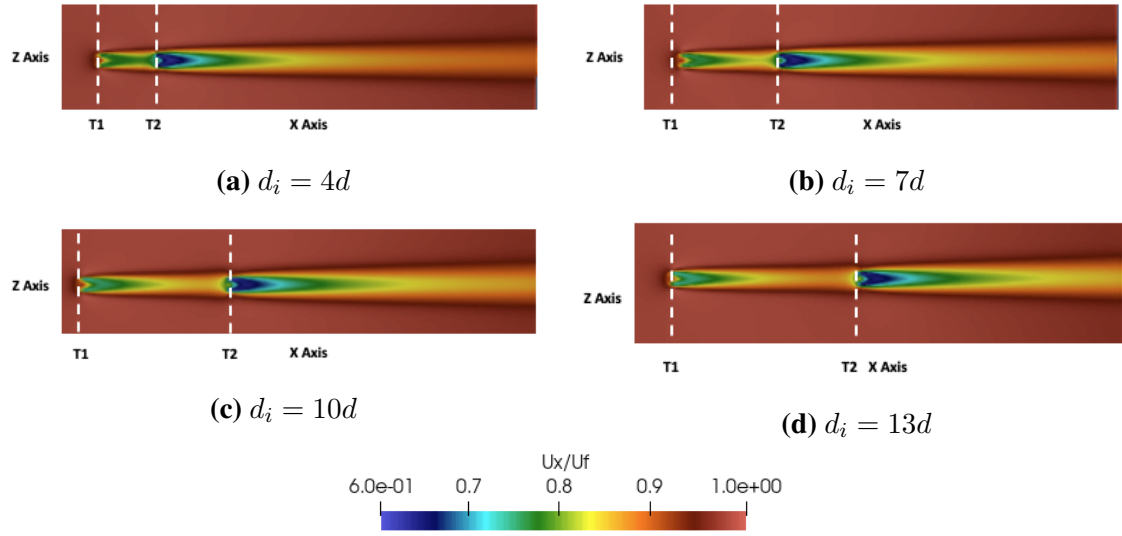 Z Axis
T1 T2 X Axis
(a) d_i = 4d
Z Axis
T1 T2 X Axis
(b) d_i = 7d
Z Axis
T1 T2 X Axis
(c) d_i = 10d
Z Axis
T1 T2 X Axis
(d) d_i = 13d
Ux/Uf
6.0e-01 0.7 0.8 0.9 1.0e+00